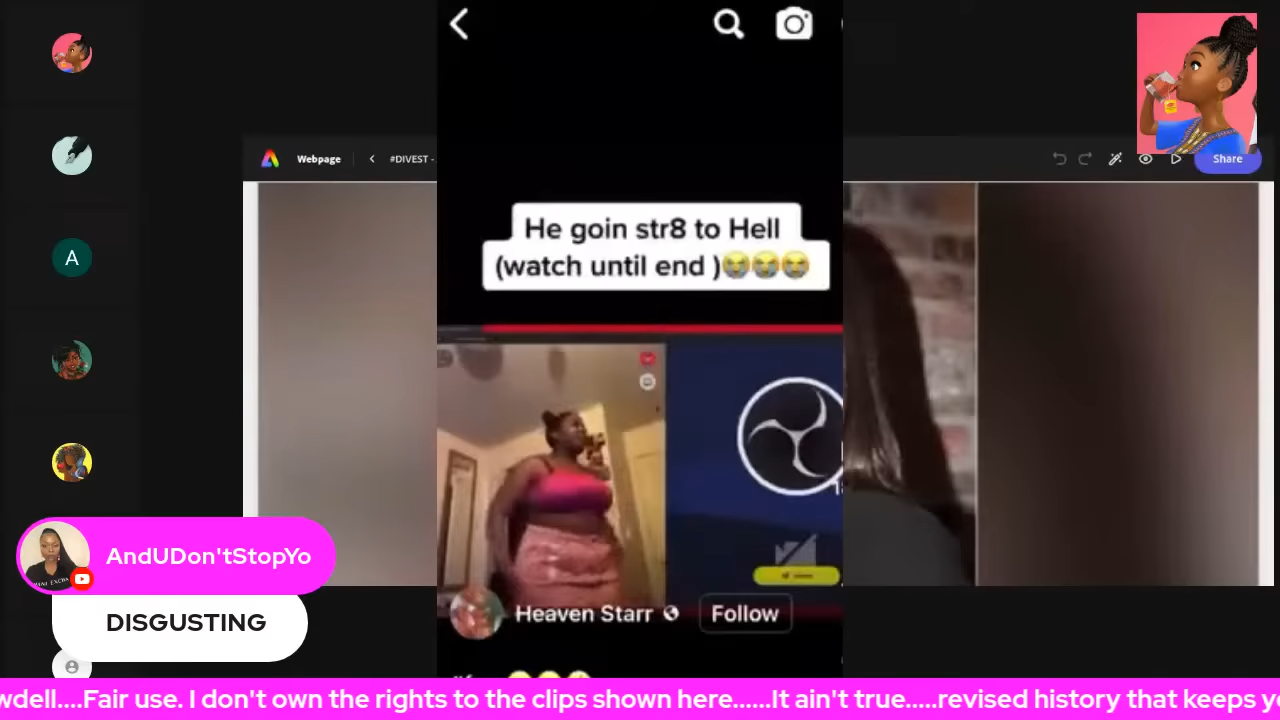 Webpage
#DIVEST -
Share
He goin str8 to Hell
(watch until end )😭😭😭
A
AndUDon'tStopYo
DISGUSTING
Heaven Starr
Follow
wdell....Fair use. I don't own the rights to the clips shown here......It ain't true.....revised history that keeps yo